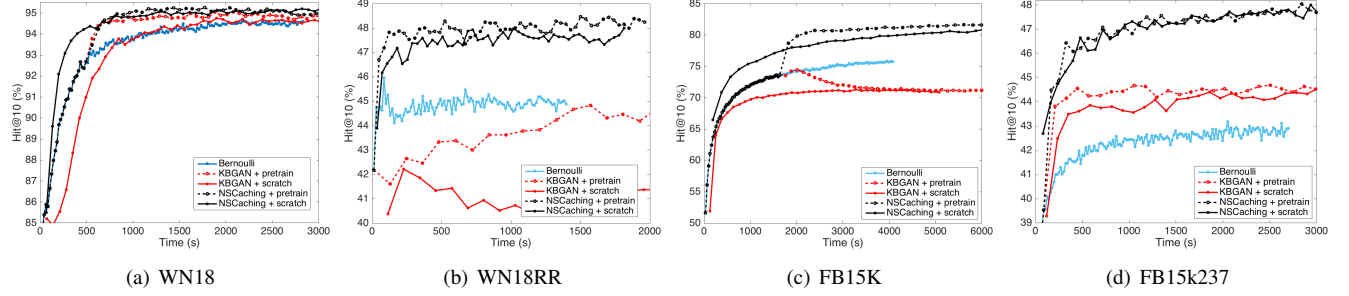 95
94
93
92
91
90
89
88
87
86
85
Hit@10 (%)
0 500 1000 1500 2000 2500 3000
Time (s)
Bernoulli
KBGAN + pretrain
KBGAN + scratch
NSCaching + pretrain
NSCaching + scratch
(a) WN18
49
48
47
46
45
44
43
42
41
40
Hit@10 (%)
0 500 1000 1500 2000
Time (s)
Bernoulli
KBGAN + pretrain
KBGAN + scratch
NSCaching + pretrain
NSCaching + scratch
(b) WN18RR
85
80
75
70
65
60
55
50
Hit@10 (%)
0 1000 2000 3000 4000 5000 6000
Time (s)
Bernoulli
KBGAN + pretrain
KBGAN + scratch
NSCaching + pretrain
NSCaching + scratch
(c) FB15K
48
47
46
45
44
43
42
41
40
39
Hit@10 (%)
0 500 1000 1500 2000 2500 3000
Time (s)
Bernoulli
KBGAN + pretrain
KBGAN + scratch
NSCaching + pretrain
NSCaching + scratch
(d) FB15k237